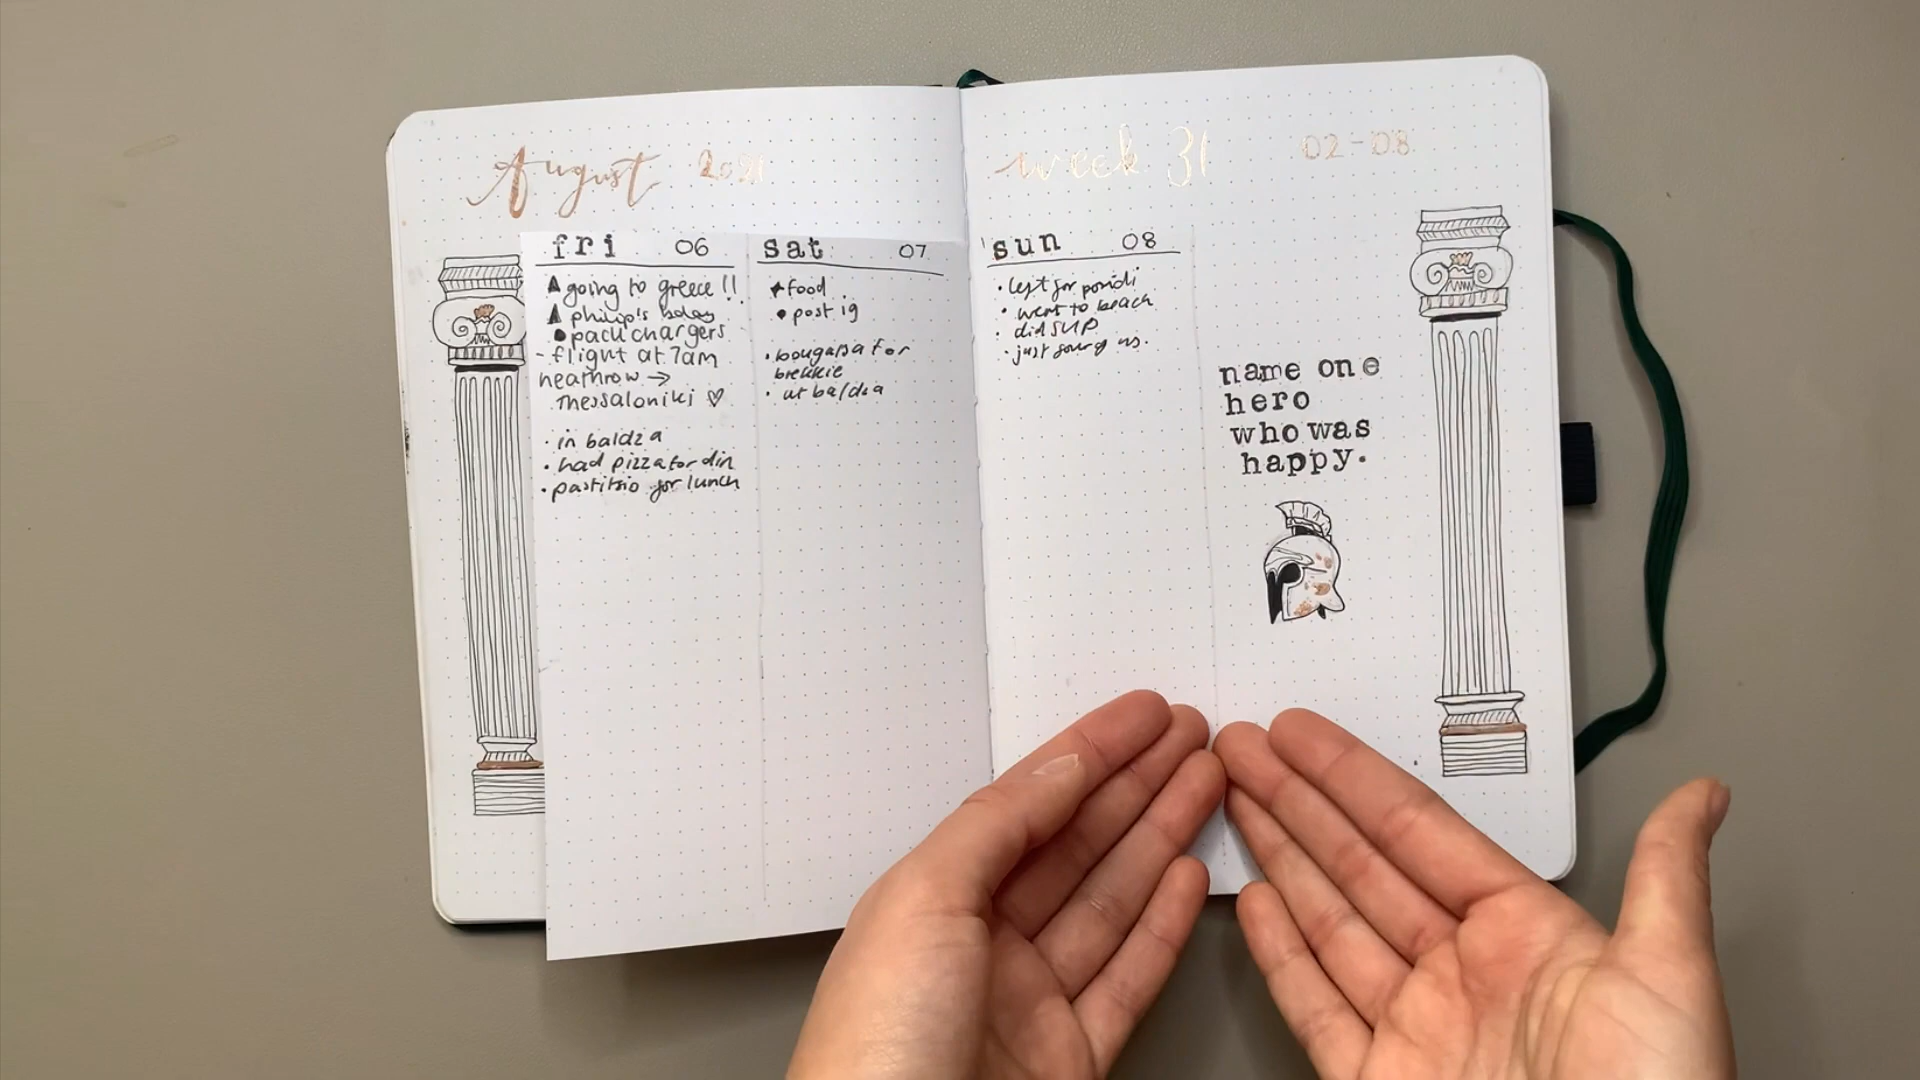 August 2021
week 31 02-08
fri 06
going to greece!!
philip's bday
pack chargers
- flight at 7am
heathrow →
Thessaloniki ♡
• in baldza
• had pizza for din
• pastitsio for lunch
sat 07
food
• post ig
• bougatsa for
brekkie
• at baldza
sun 08
• left for
• went to beach
• did SUP
• just four of us.
name one
hero
who was
happy.